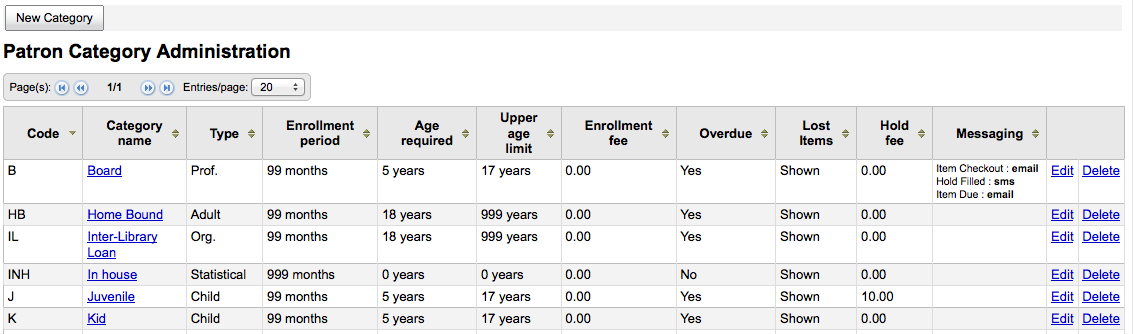 New Category
Patron Category Administration
Page(s): 1/1 Entries/page: 20
Code Category name Type Enrollment period Age required Upper age limit Enrollment fee Overdue Lost Items Hold fee Messaging
B Board Prof. 99 months 5 years 17 years 0.00 Yes Shown 0.00 Item Checkout : email Edit Delete
Hold Filled : sms
Item Due : email
HB Home Bound Adult 99 months 18 years 999 years 0.00 Yes Shown 0.00 Edit Delete
IL Inter-Library Loan Org. 99 months 18 years 999 years 0.00 Yes Shown 0.00 Edit Delete
INH In house Statistical 999 months 0 years 0 years 0.00 No Shown 0.00 Edit Delete
J Juvenile Child 99 months 5 years 17 years 0.00 Yes Shown 10.00 Edit Delete
K Kid Child 99 months 5 years 17 years 0.00 Yes Shown 0.00 Edit Delete